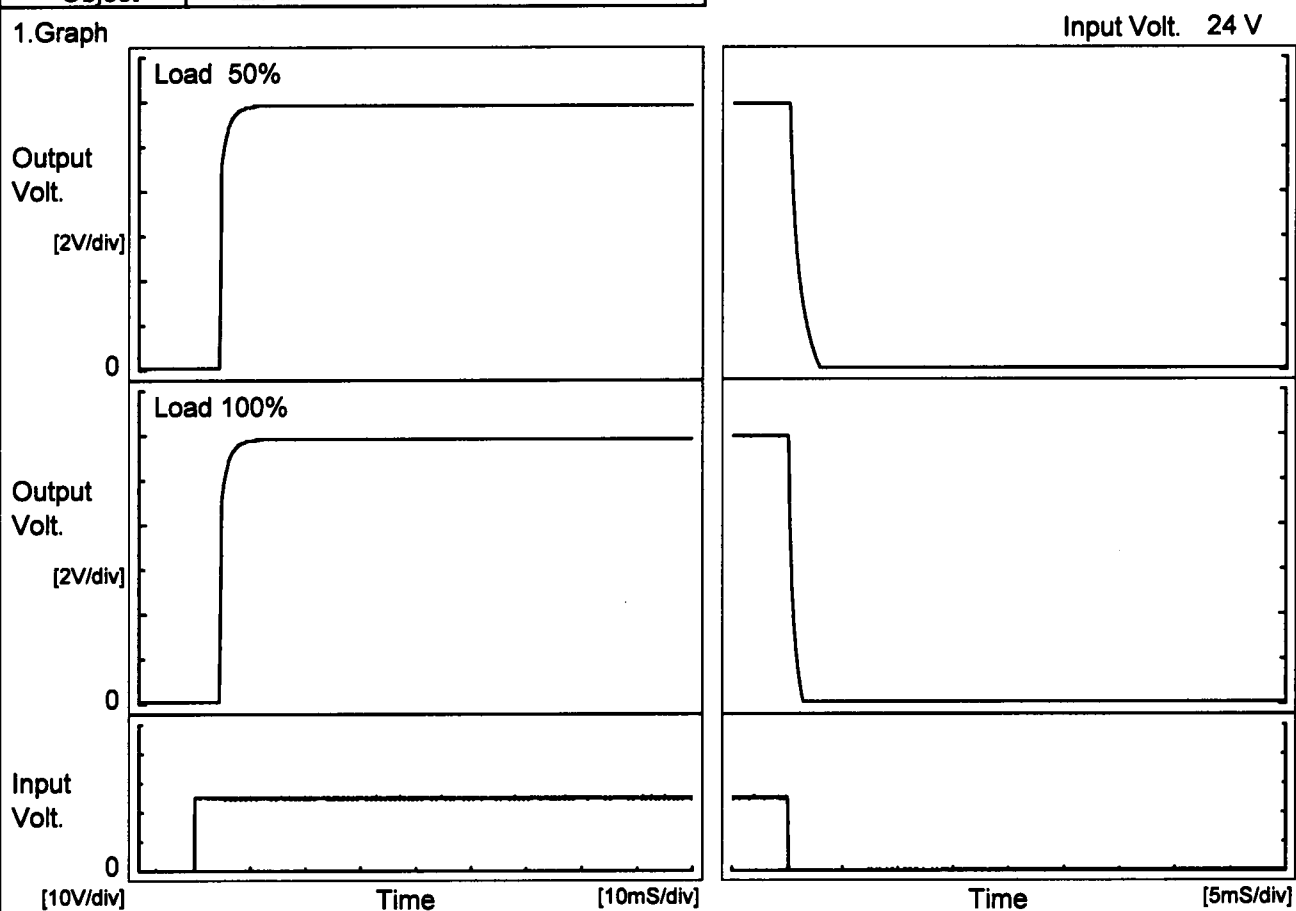 1.Graph
Input Volt. 24 V
Load 50%
Output
Volt.
[2V/div]
0
Load 100%
Output
Volt.
[2V/div]
0
Input
Volt.
0
[10V/div]
Time
[10mS/div]
Time
[5mS/div]